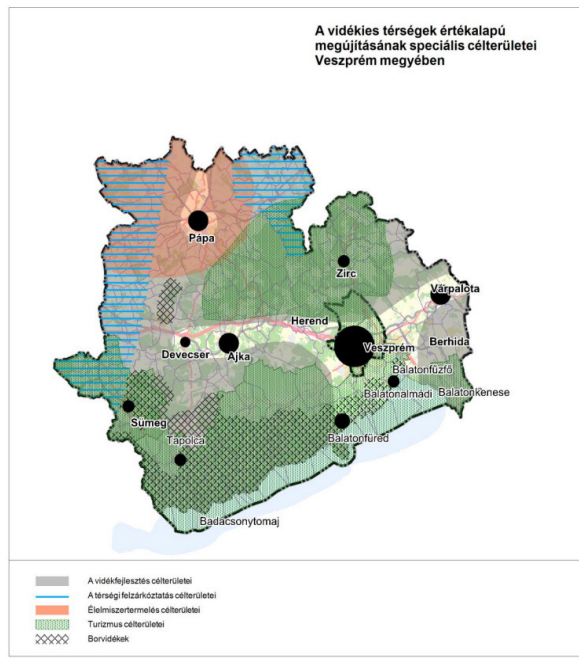 A vidékies térségek értékalapú
megújításának speciális célterületei
Veszprém megyében
Pápa
Zirc
Várpalota
Herend
Devecser
Ajka
Veszprém
Berhida
Balatonfűzfő
Balatonalmádi
Balatonkenese
Sümeg
Tapolca
Balatonfüred
Badacsonytomaj
A vidékfejlesztés célterületei
A térségi felzárkóztatás célterületei
Élelmiszertermelés célterületei
Turizmus célterületei
Borvidékek